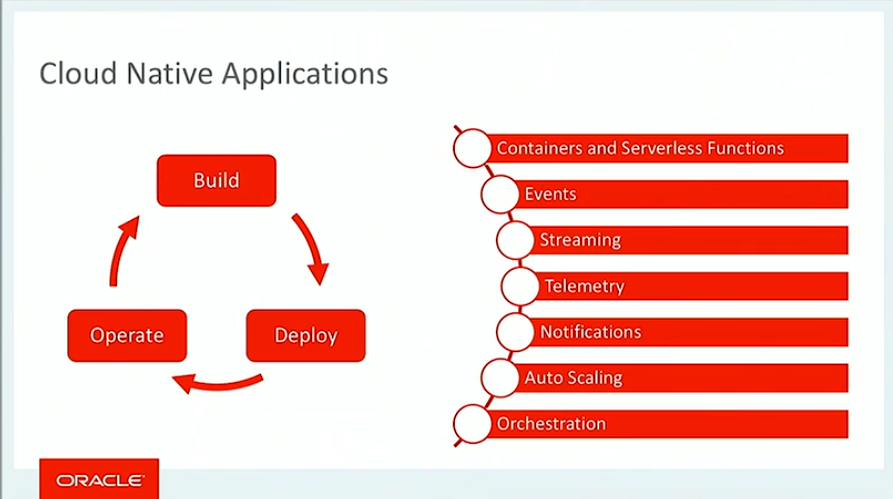 Cloud Native Applications
Build
Operate
Deploy
Containers and Serverless Functions
Events
Streaming
Telemetry
Notifications
Auto Scaling
Orchestration
ORACLE